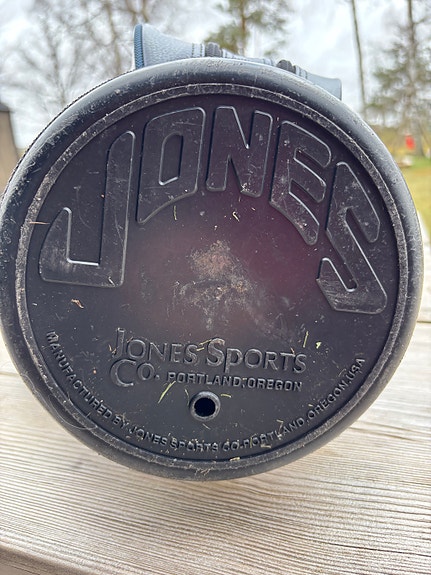 JONES
JONES SPORTS
CO. PORTLAND, OREGON
MANUFACTURED BY JONES SPORTS CO. PORTLAND, OREGON, USA